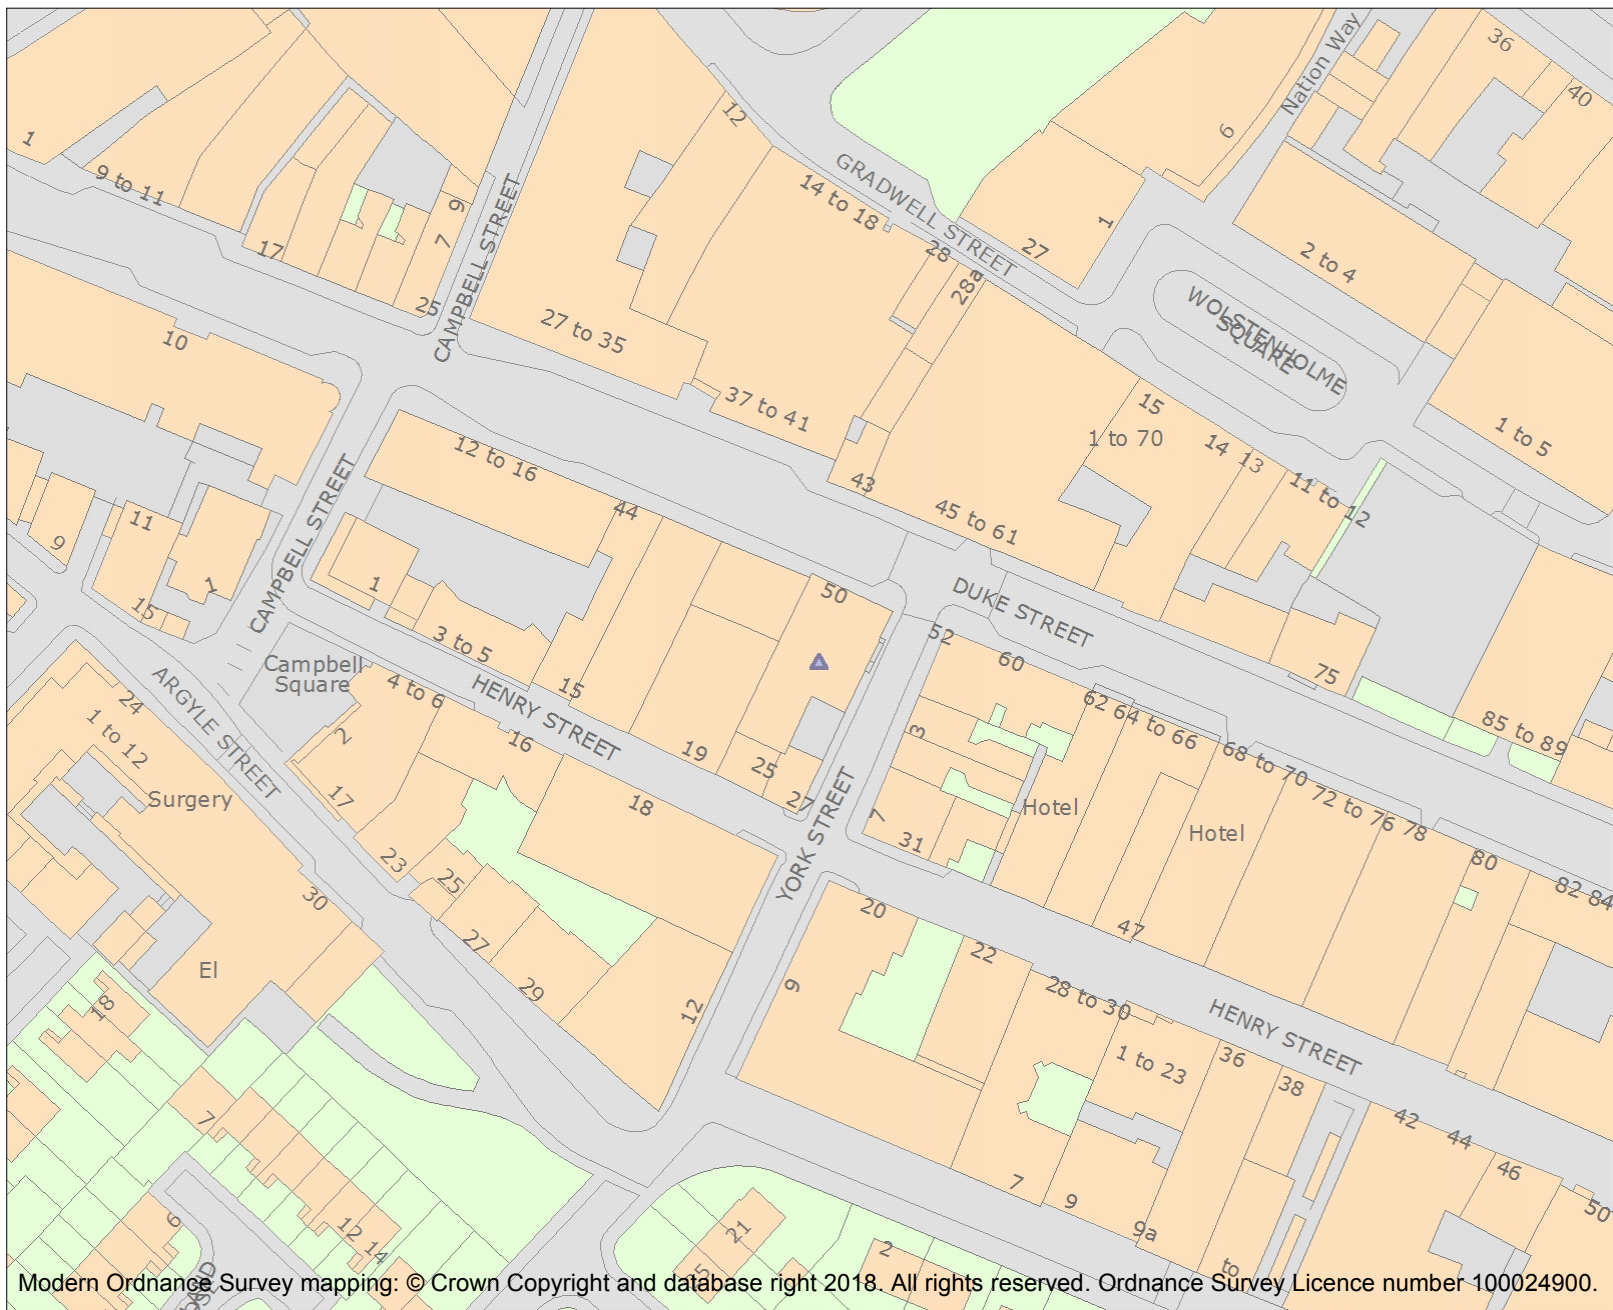 36
Nation Way
40
12
6
1
GRADWELL STREET
9 to 11
14 to 18
9
1
7
28
27
17
2 to 4
28a
CAMPBELL STREET
25
WOLSTENHOLME
SQUARE
27 to 35
10
37 to 41
15
1 to 70
14
13
1 to 5
12 to 16
43
11 to 12
44
45 to 61
11
9
CAMPBELL STREET
1
1
15
50
DUKE STREET
52
3 to 5
60
Campbell
Square
75
4 to 6
15
HENRY STREET
ARGYLE STREET
24
1 to 12
62
64 to 66
2
16
3
19
85 to 89
68 to 70
25
Surgery
17
18
27
YORK STREET
7
Hotel
72 to 76
78
31
Hotel
23
25
80
30
82
84
20
47
27
22
El
29
9
12
28 to 30
18
HENRY STREET
1 to 23
36
38
7
42
44
46
7
9
50
6
12
14
21
9a
2
to
Modern Ordnance Survey mapping: © Crown Copyright and database right 2018. All rights reserved. Ordnance Survey Licence number 100024900.